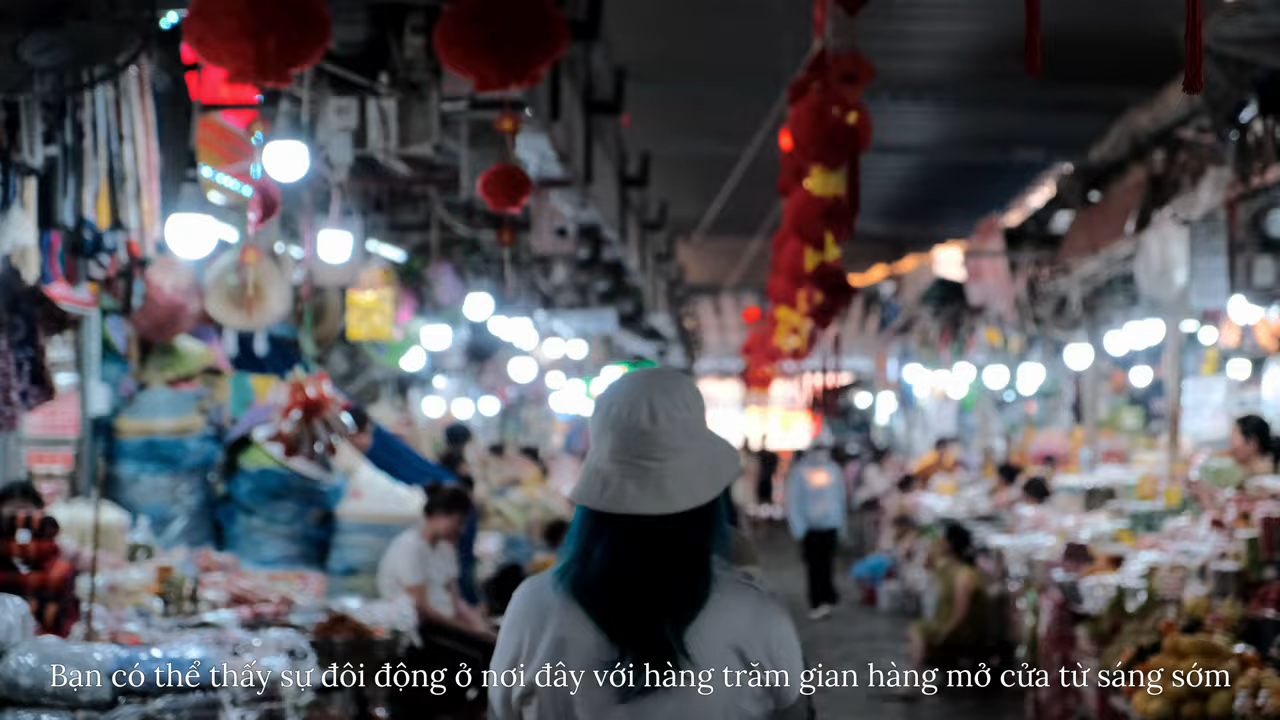 Bạn có thể thấy sự đôi động ở nơi đây với hàng trăm gian hàng mở cửa từ sáng sớm